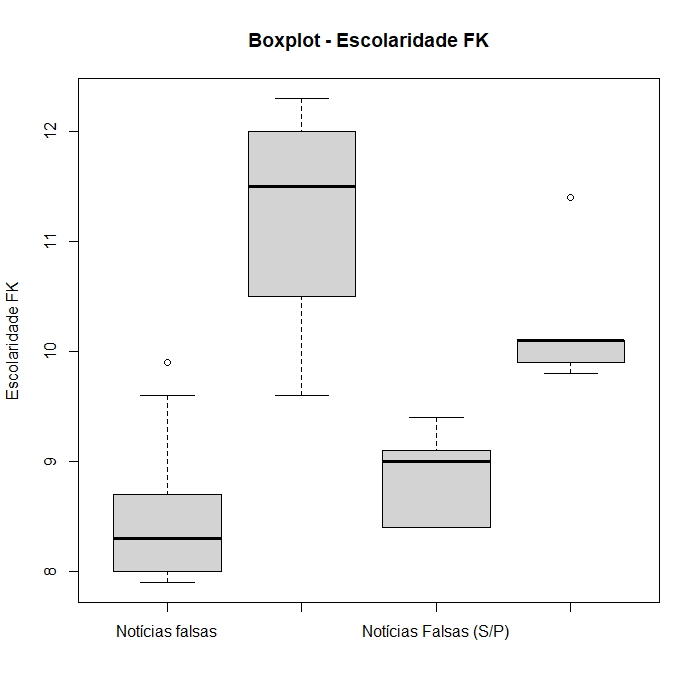 Boxplot - Escolaridade FK
Escolaridade FK
12
11
10
9
8
Notícias falsas
Notícias Falsas (S/P)